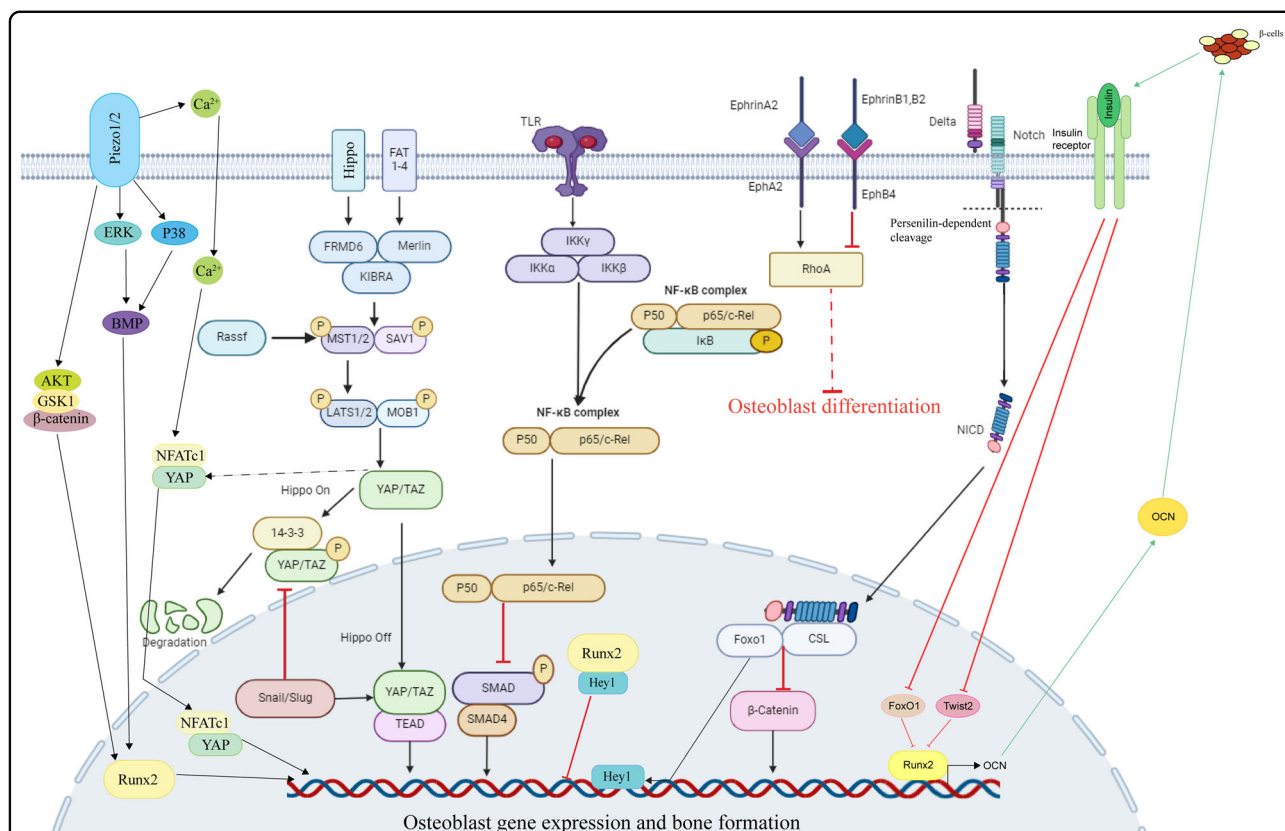 β-cells
Insulin
Insulin
receptor
Piezo1/2
Ca²⁺
Hippo
FAT
1-4
TLR
EphrinA2
EphrinB1,B2
Delta
Notch
EphA2
EphB4
Persenilin-dependent
cleavage
ERK
P38
Ca²⁺
BMP
FRMD6
Merlin
KIBRA
IKKγ
IKKα
IKKβ
RhoA
NF-κB complex
P50
p65/c-Rel
IκB
P
Rassf
P
MST1/2
SAV1
P
AKT
GSK1
β-catenin
P
LATS1/2
MOB1
P
NF-κB complex
P50
p65/c-Rel
Osteoblast differentiation
NICD
NFATc1
YAP
Hippo On
YAP/TAZ
14-3-3
YAP/TAZ
P
Degradation
OCN
P50
p65/c-Rel
Hippo Off
Foxo1
CSL
Runx2
Hey1
Snail/Slug
YAP/TAZ
TEAD
SMAD
P
SMAD4
β-Catenin
FoxO1
Twist2
NFATc1
YAP
Runx2
Hey1
Runx2
OCN
Osteoblast gene expression and bone formation